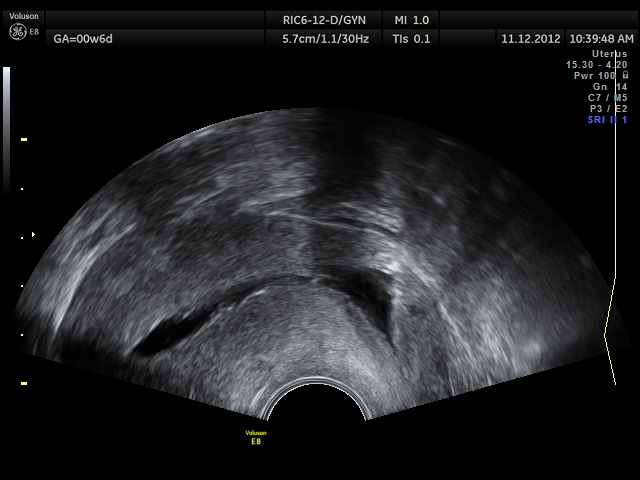 Voluson
E8
RIC6-12-D/GYN
MI 1.0
GA=00w6d
5.7cm/1.1/30Hz
TIs 0.1
11.12.2012
10:39:48 AM
Uterus
15.30 - 4.20
Pwr 100
Gn 14
C7 / M5
P3 / E2
SRI II 1
Voluson
E8